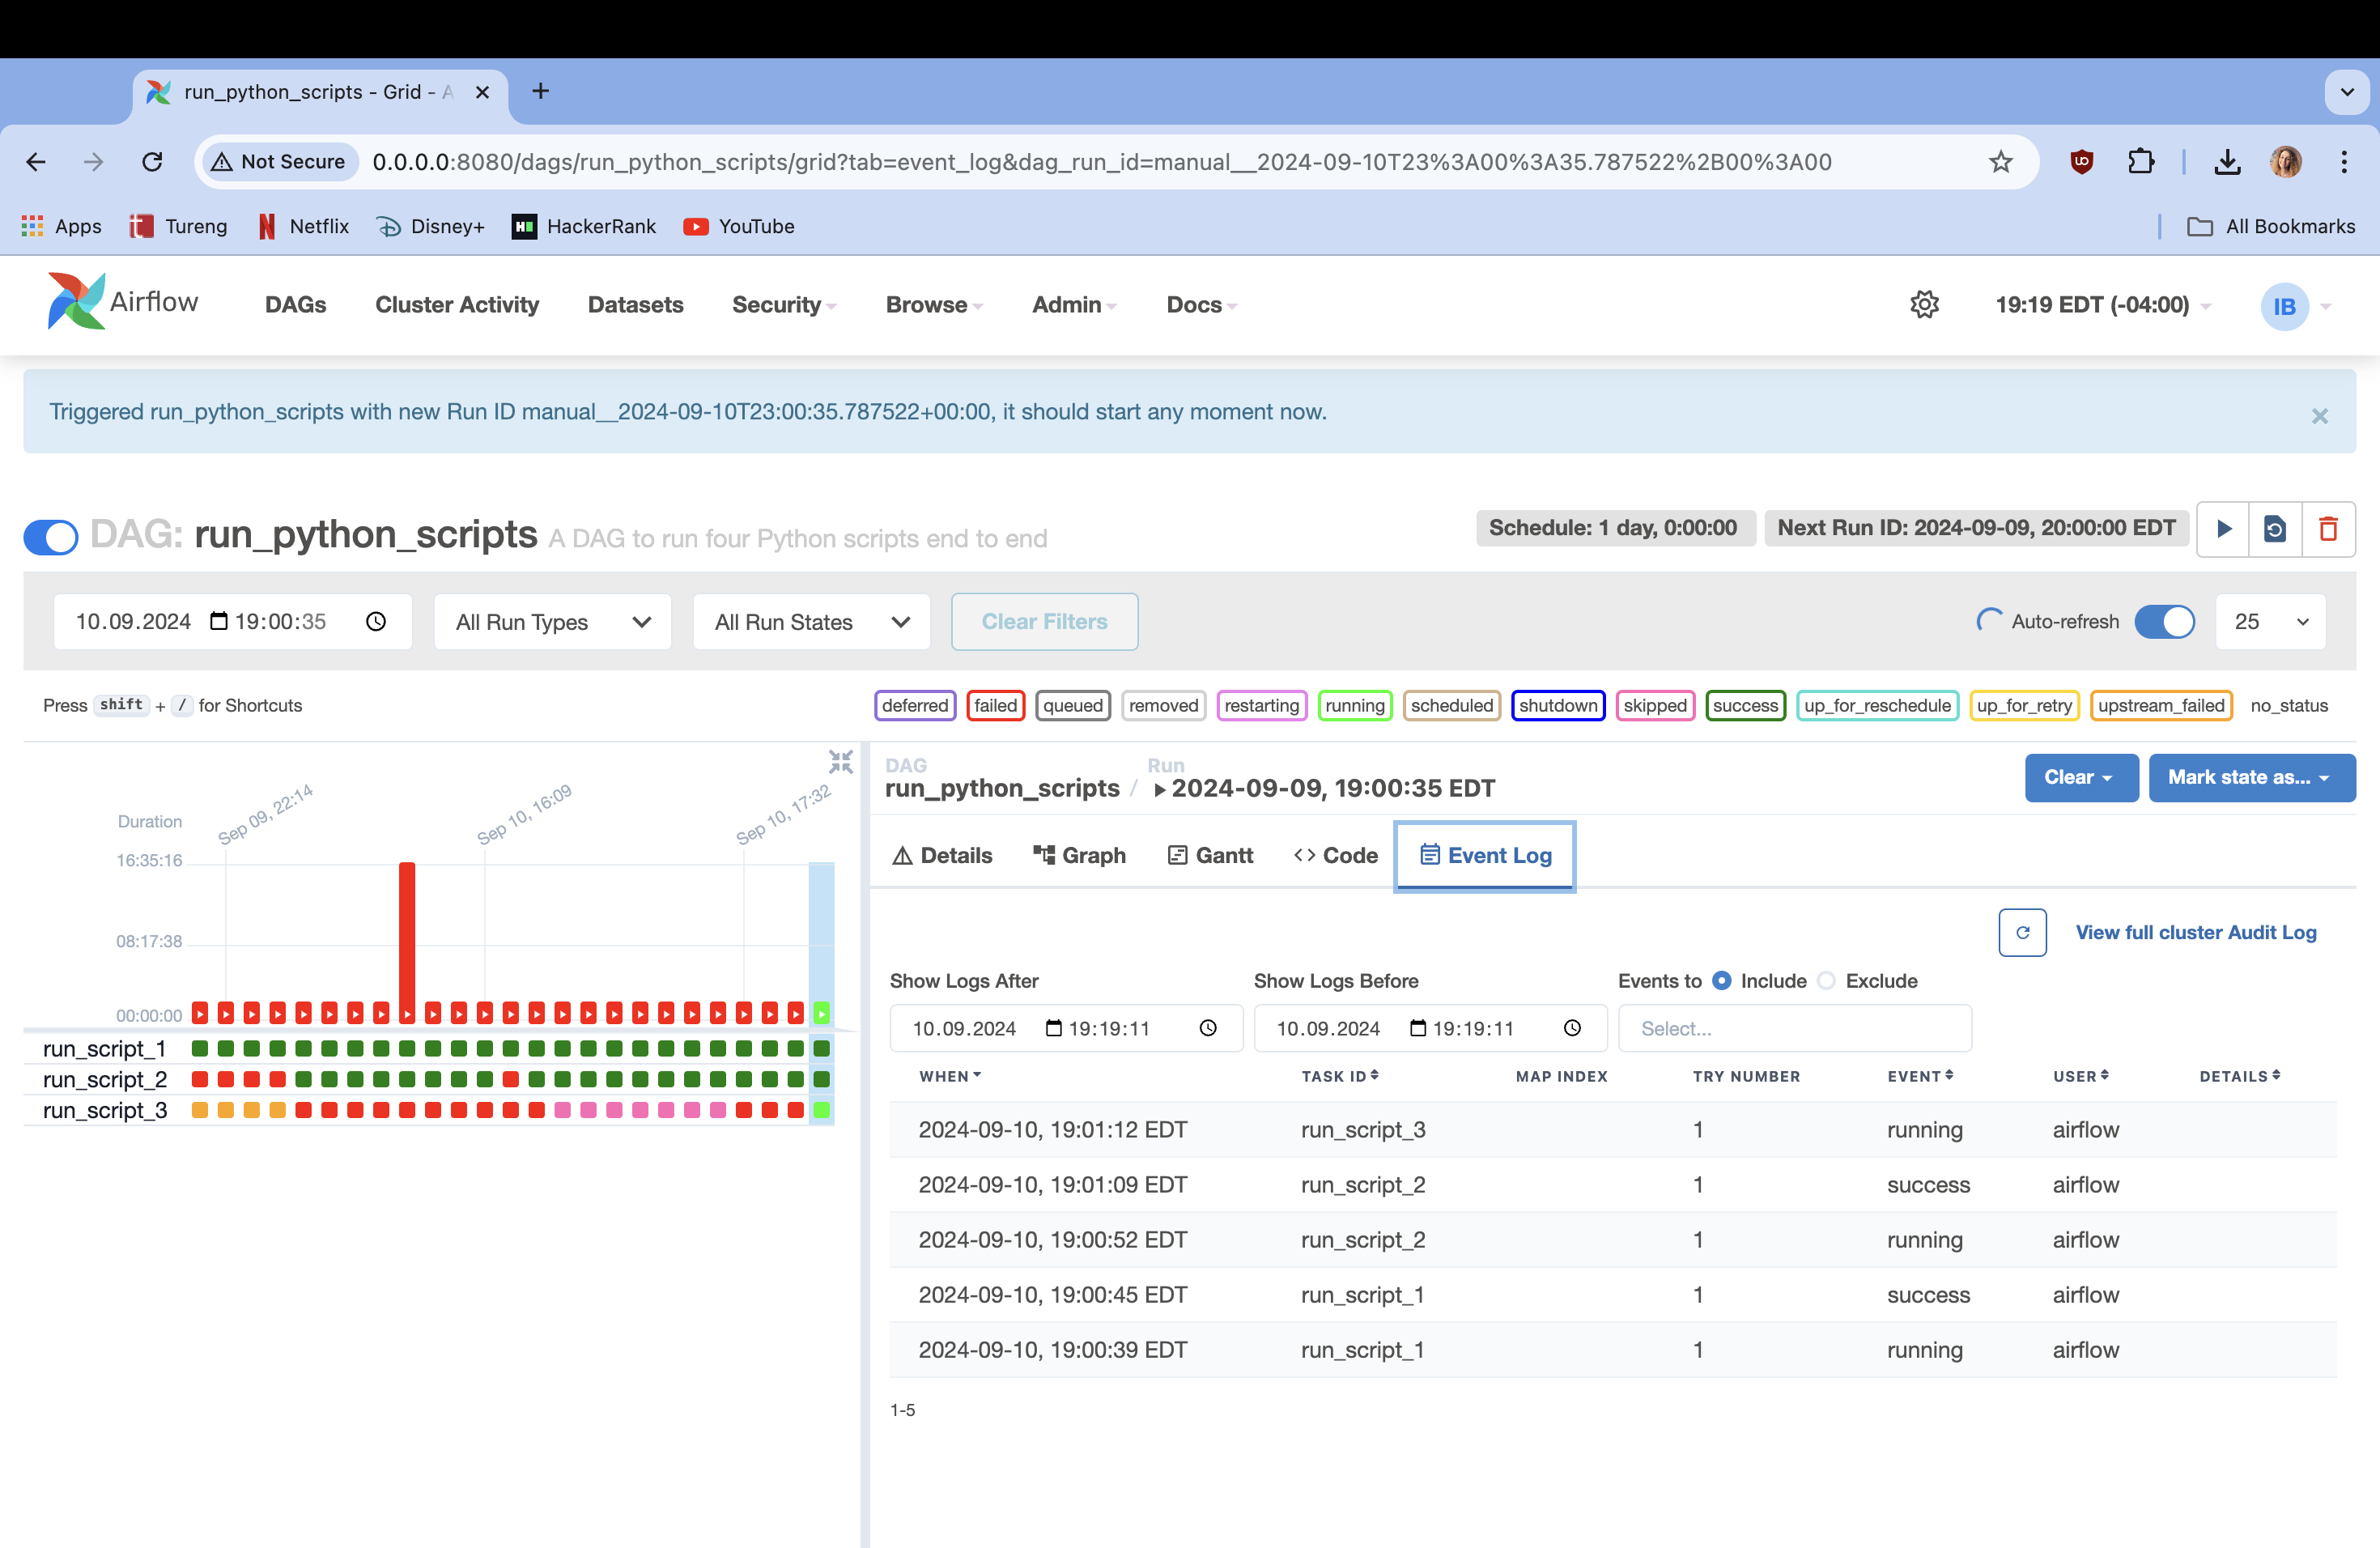 run_python_scripts - Grid - A
Not Secure 0.0.0.0:8080/dags/run_python_scripts/grid?tab=event_log&dag_run_id=manual__2024-09-10T23%3A00%3A35.787522%2B00%3A00
Apps Tureng Netflix Disney+ HackerRank YouTube All Bookmarks
Airflow DAGs Cluster Activity Datasets Security Browse Admin Docs 19:19 EDT (-04:00) IB
Triggered run_python_scripts with new Run ID manual__2024-09-10T23:00:35.787522+00:00, it should start any moment now.
DAG: run_python_scripts A DAG to run four Python scripts end to end Schedule: 1 day, 0:00:00 Next Run ID: 2024-09-09, 20:00:00 EDT
10.09.2024 19:00:35 All Run Types All Run States Clear Filters Auto-refresh 25
Press shift + / for Shortcuts deferred failed queued removed restarting running scheduled shutdown skipped success up_for_reschedule up_for_retry upstream_failed no_status
Duration
Sep 09, 22:14
Sep 10, 16:09
Sep 10, 17:32
16:35:16
08:17:38
00:00:00
run_script_1
run_script_2
run_script_3
DAG Run
run_python_scripts / 2024-09-09, 19:00:35 EDT
Clear Mark state as...
Details Graph Gantt Code Event Log
View full cluster Audit Log
Show Logs After Show Logs Before Events to Include Exclude
10.09.2024 19:19:11 10.09.2024 19:19:11 Select...
WHEN TASK ID MAP INDEX TRY NUMBER EVENT USER DETAILS
2024-09-10, 19:01:12 EDT run_script_3 1 running airflow
2024-09-10, 19:01:09 EDT run_script_2 1 success airflow
2024-09-10, 19:00:52 EDT run_script_2 1 running airflow
2024-09-10, 19:00:45 EDT run_script_1 1 success airflow
2024-09-10, 19:00:39 EDT run_script_1 1 running airflow
1-5